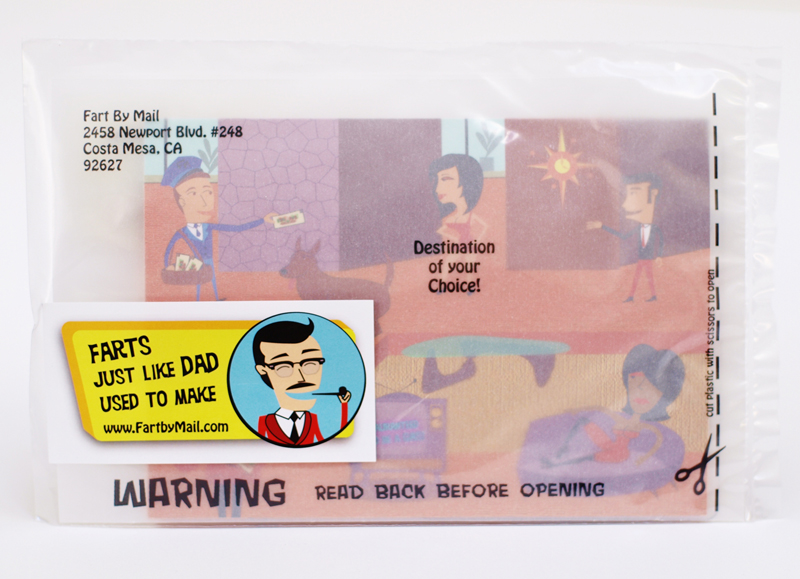 Fart By Mail
2458 Newport Blvd. #248
Costa Mesa, CA
92627
Destination
of your
Choice!
cut plastic with scissors to open
FARTS
JUST LIKE DAD
USED TO MAKE
www.FartbyMail.com
WARNING READ BACK BEFORE OPENING